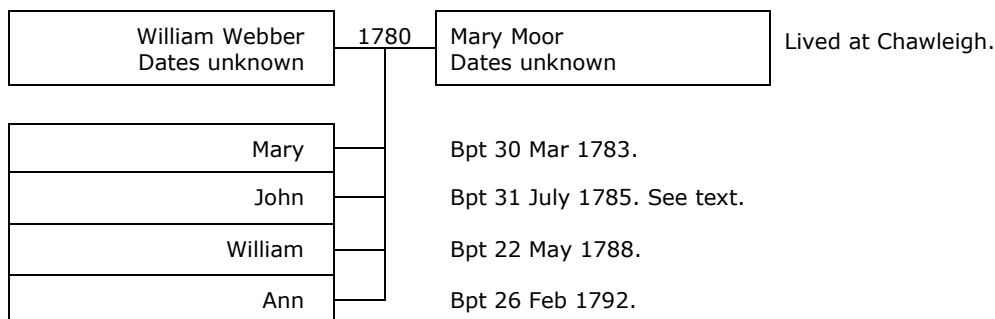 William Webber 1780 Mary Moor Lived at Chawleigh.
Dates unknown Dates unknown
Mary Bpt 30 Mar 1783.
John Bpt 31 July 1785. See text.
William Bpt 22 May 1788.
Ann Bpt 26 Feb 1792.